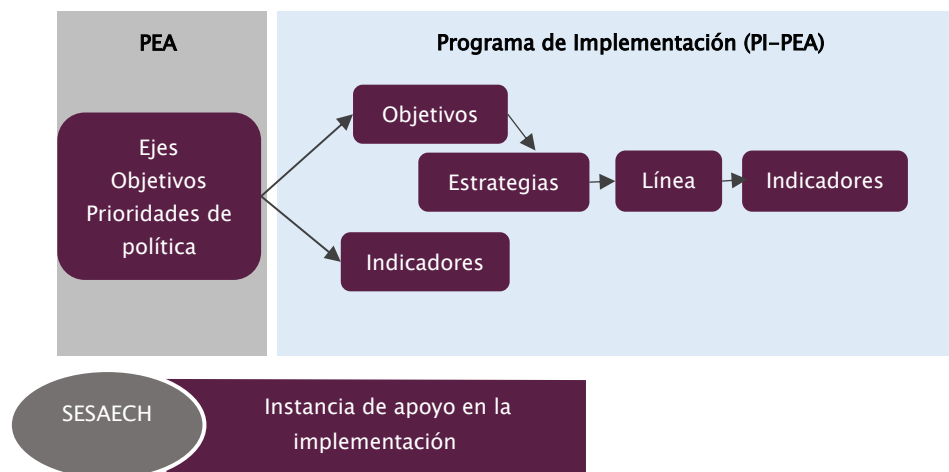 PEA
Programa de Implementación (PI-PEA)
Ejes
Objetivos
Prioridades de
política
Objetivos
Estrategias
Línea
Indicadores
Indicadores
SESAECH
Instancia de apoyo en la
implementación